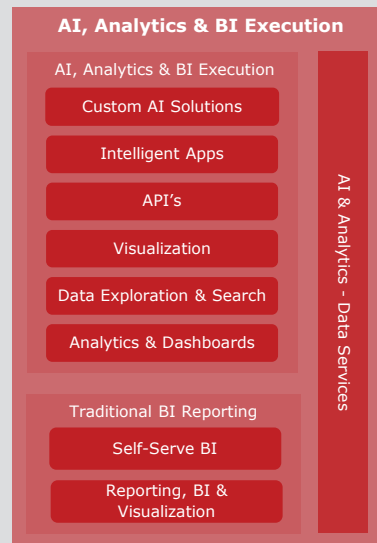 AI, Analytics & BI Execution
AI, Analytics & BI Execution
Custom AI Solutions
Intelligent Apps
API's
Visualization
Data Exploration & Search
Analytics & Dashboards
Traditional BI Reporting
Self-Serve BI
Reporting, BI &
Visualization
AI & Analytics - Data Services